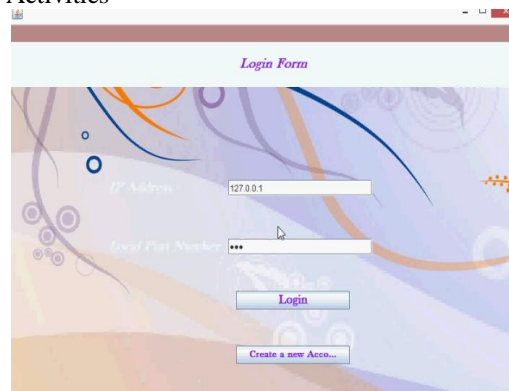 Activities
Login Form
IP Address 127.0.0.1
Local Port Number •••
Login
Create a new Acco...